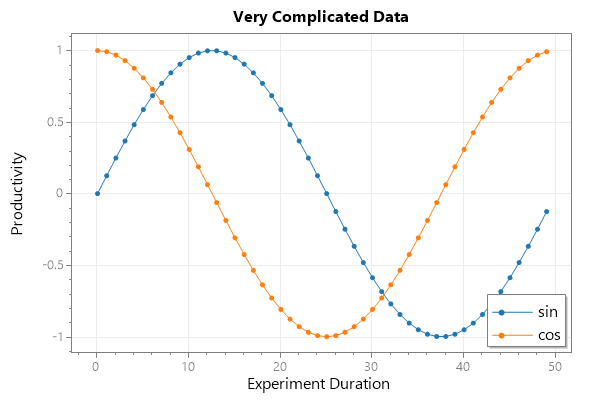 Very Complicated Data
Productivity
1
0.5
0
-0.5
-1
0
10
20
30
40
50
Experiment Duration
sin
cos